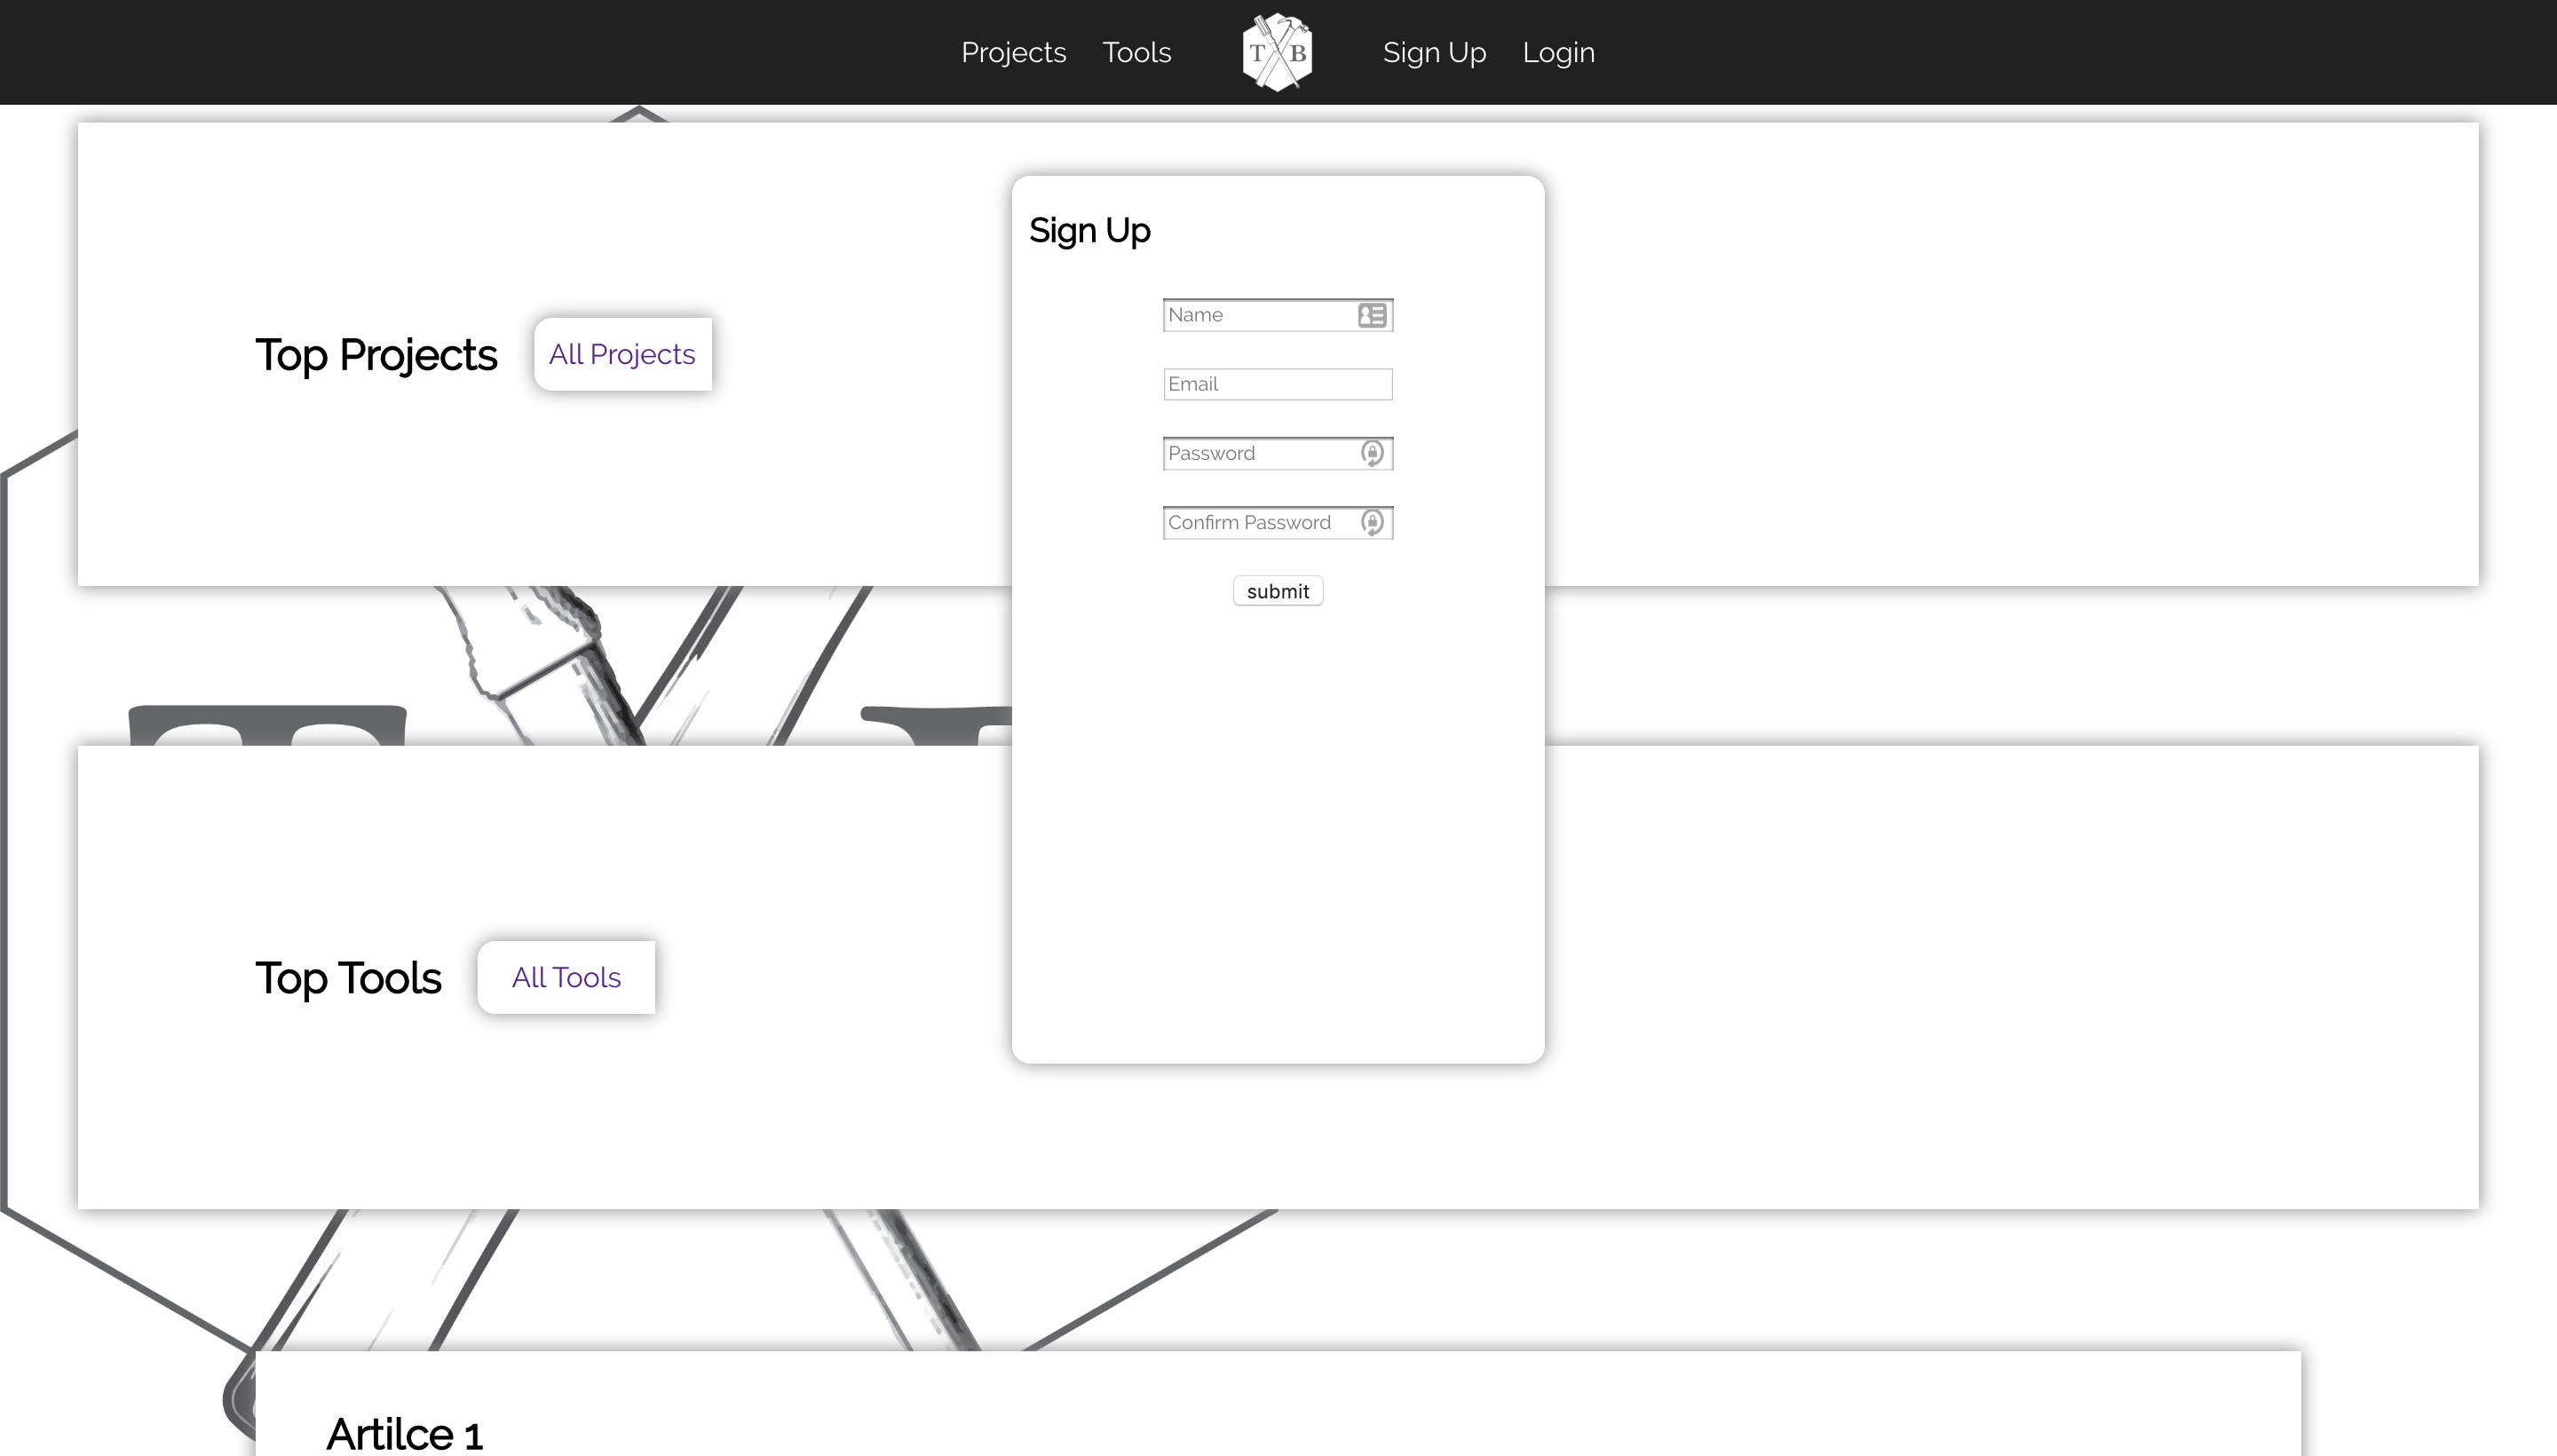 Projects Tools T B Sign Up Login
Sign Up
Name
Top Projects All Projects
Email
Password
Confirm Password
submit
Top Tools All Tools
Artilce 1